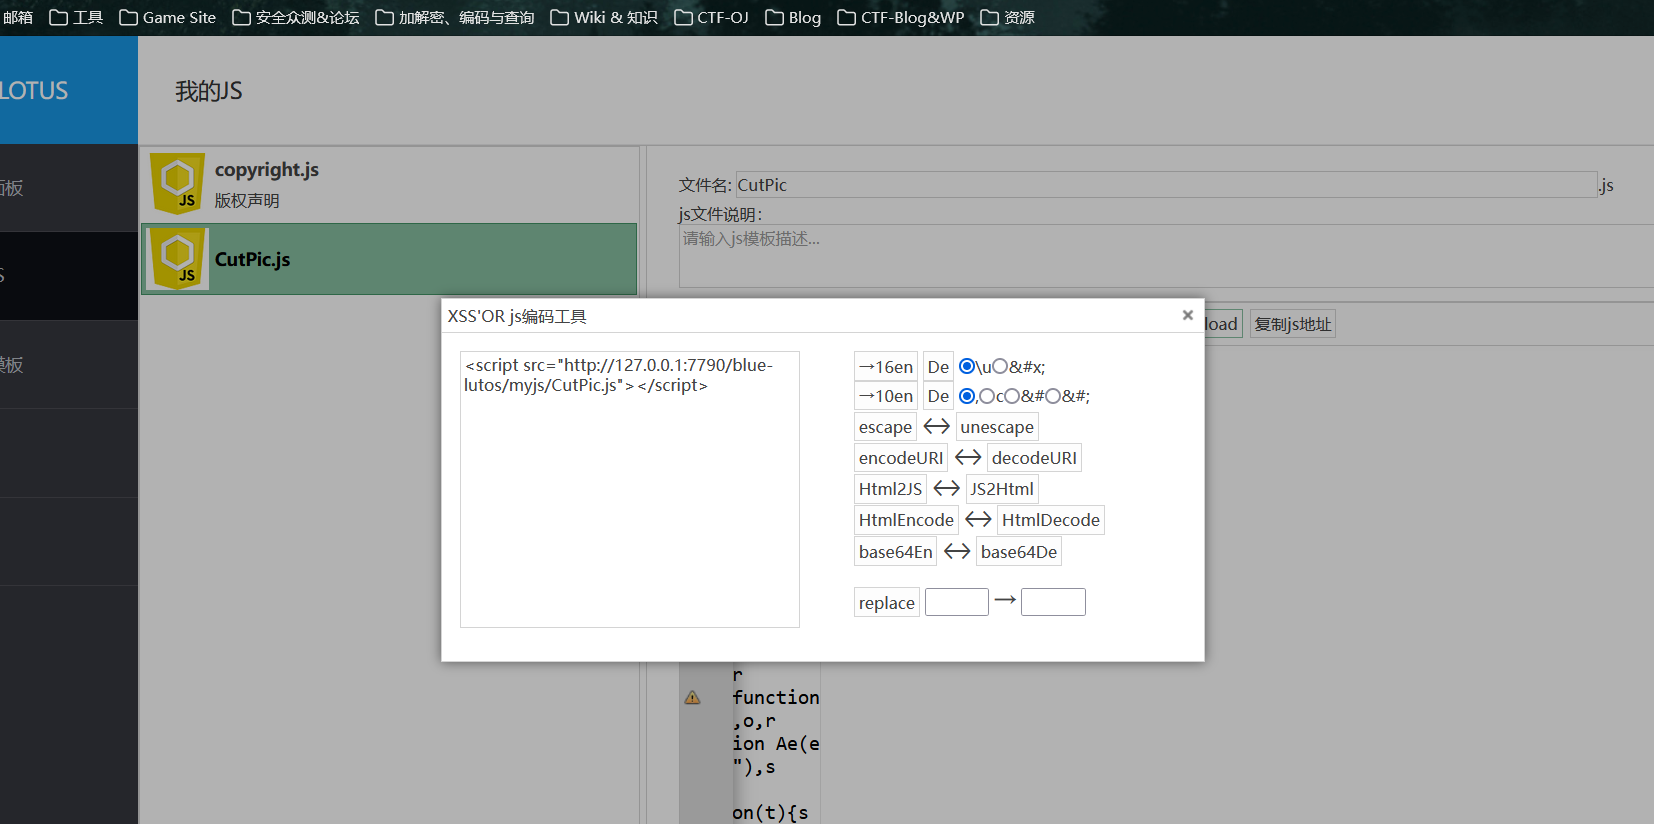 邮箱 工具 Game Site 安全众测&论坛 加解密、编码与查询 Wiki & 知识 CTF-OJ Blog CTF-Blog&WP 资源
LOTUS
我的JS
面板
S
模板
copyright.js
版权声明
CutPic.js
文件名: CutPic .js
js文件说明：
请输入js模板描述...
load 复制js地址
XSS'OR js编码工具 ×
<script src="http://127.0.0.1:7790/blue-
lutos/myjs/CutPic.js"></script>
→16en De \u &#x;
→10en De , c &# &#;
escape ↔ unescape
encodeURI ↔ decodeURI
Html2JS ↔ JS2Html
HtmlEncode ↔ HtmlDecode
base64En ↔ base64De
replace →
r
function
,o,r
ion Ae(e
"),s
on(t){s
JS
JS